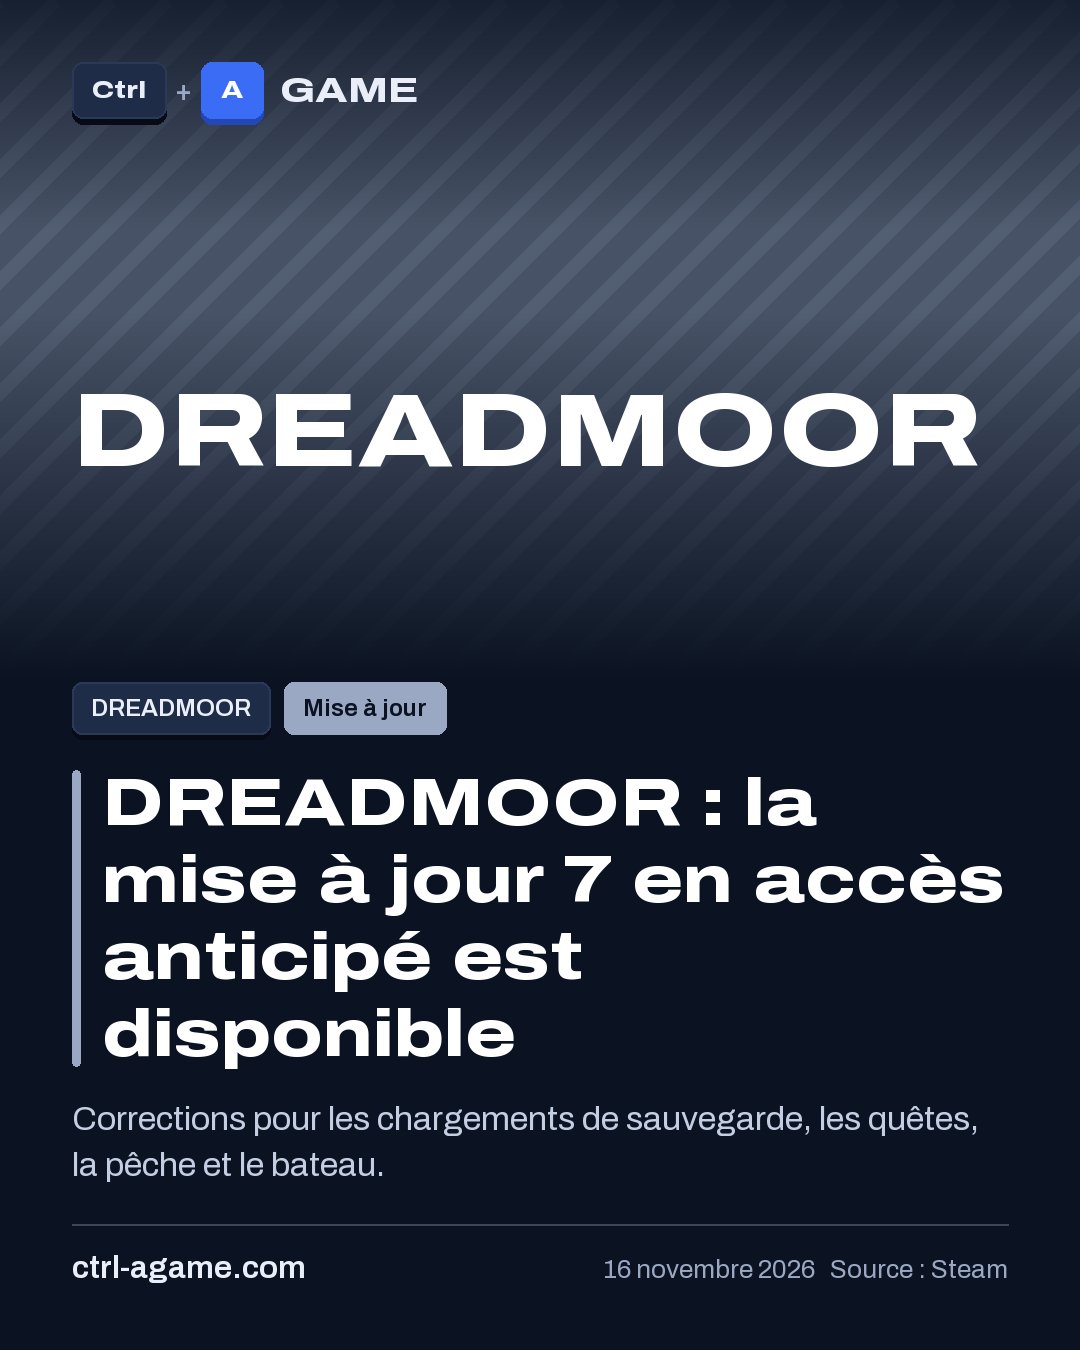 Ctrl + A GAME
DREADMOOR
DREADMOOR Mise à jour
DREADMOOR : la
mise à jour 7 en accès
anticipé est
disponible
Corrections pour les chargements de sauvegarde, les quêtes,
la pêche et le bateau.
ctrl-agame.com 16 novembre 2026 Source : Steam